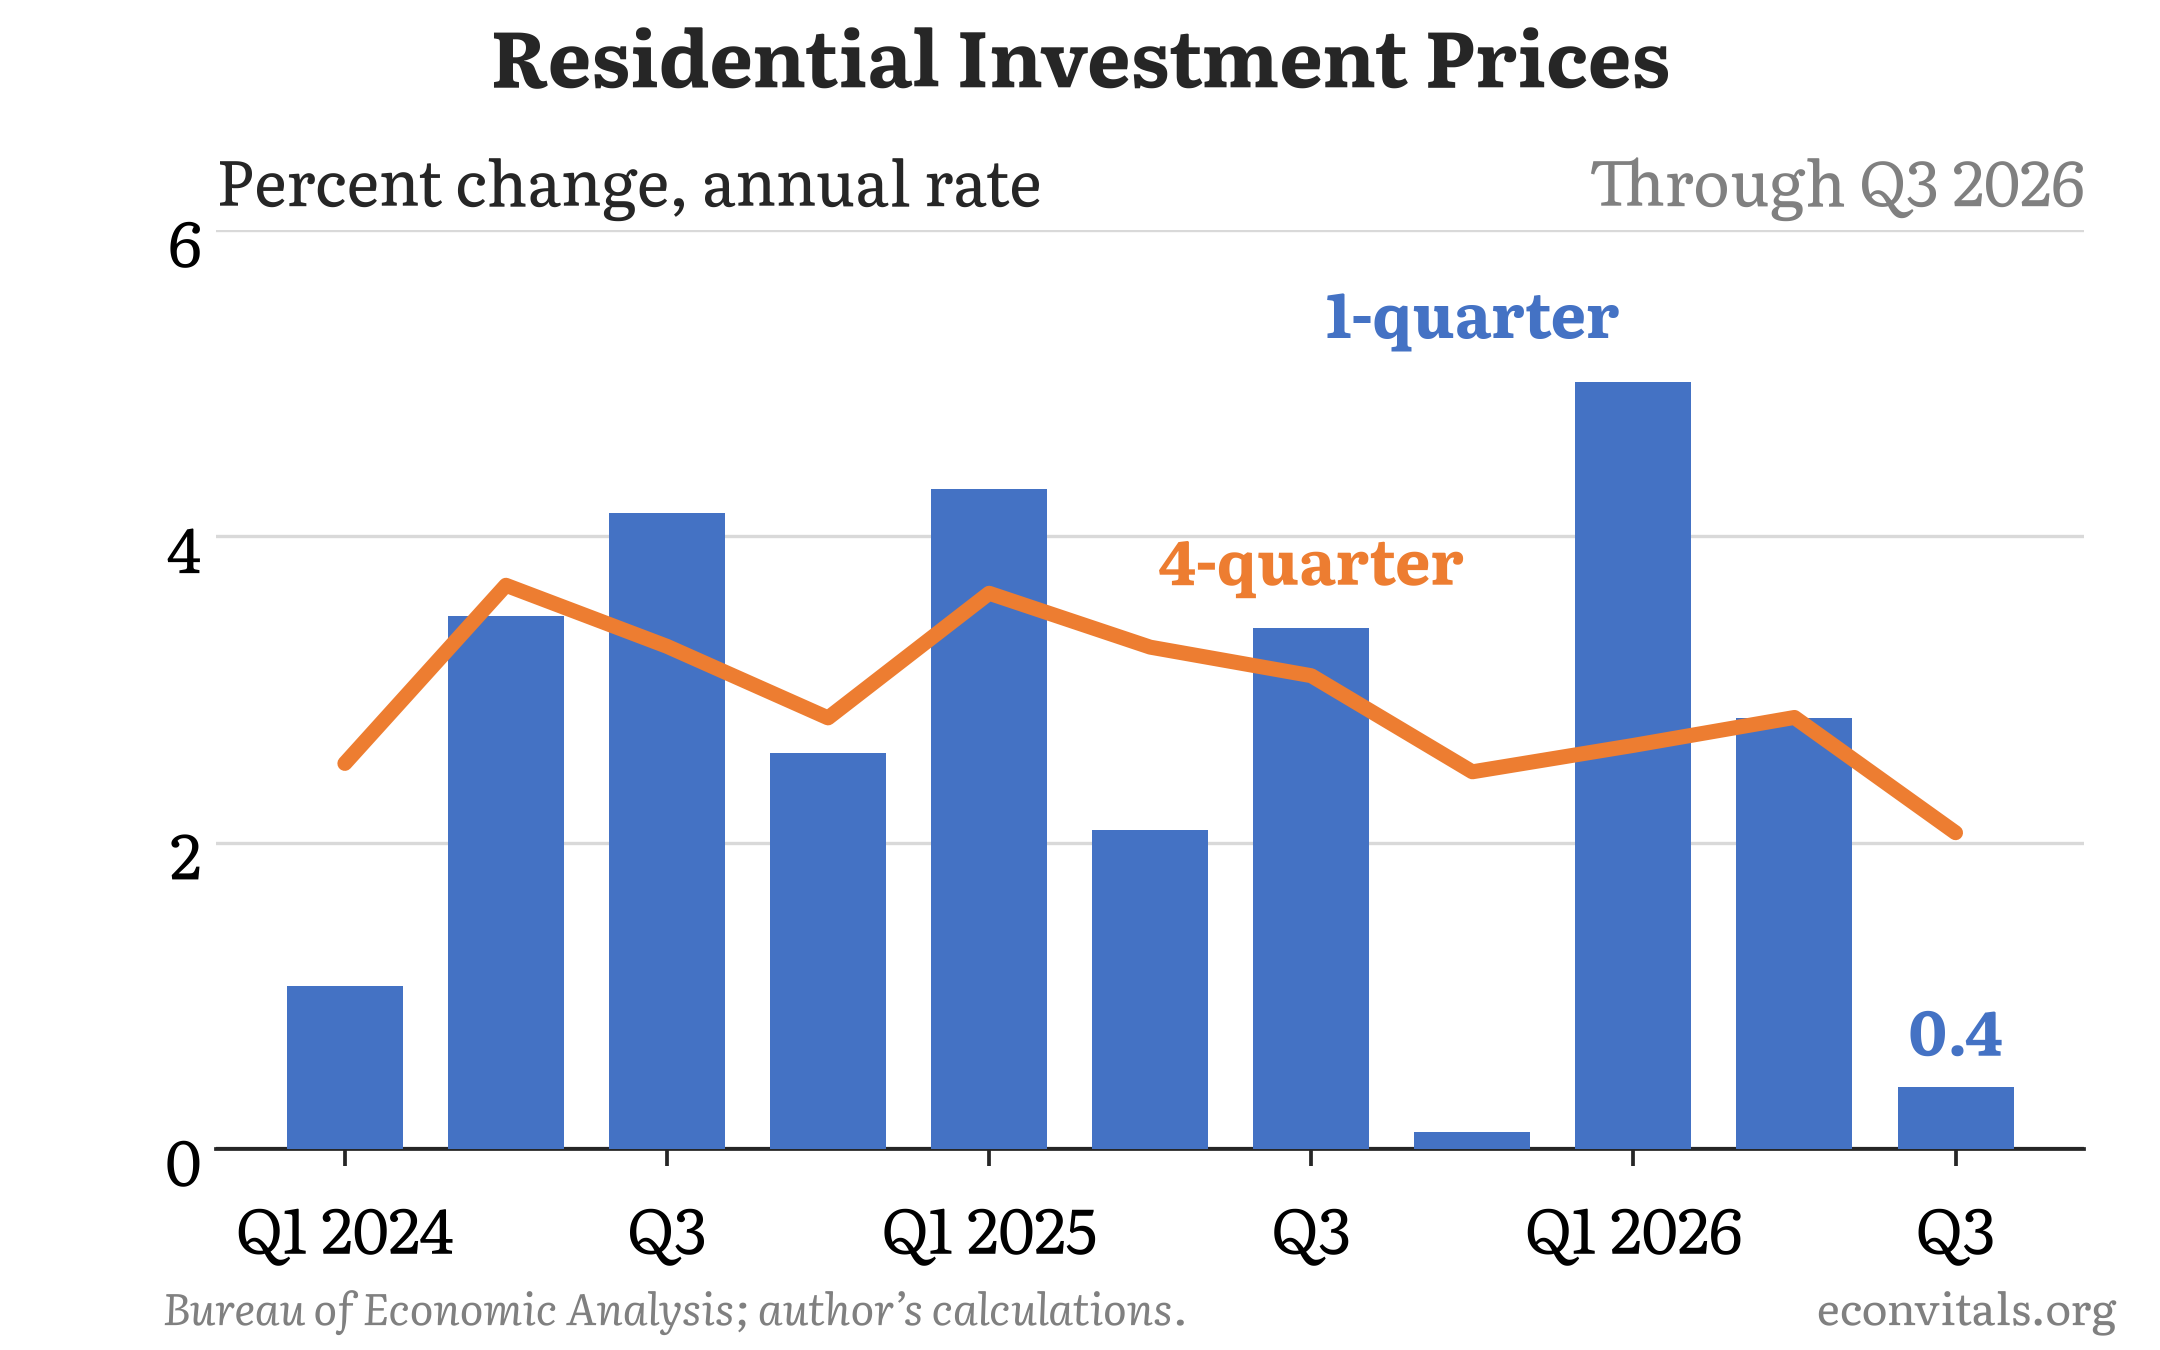 Residential Investment Prices
Percent change, annual rate
Through Q3 2026
6
1-quarter
4
4-quarter
2
0.4
0
Q1 2024 Q3 Q1 2025 Q3 Q1 2026 Q3
Bureau of Economic Analysis; author’s calculations.
econvitals.org